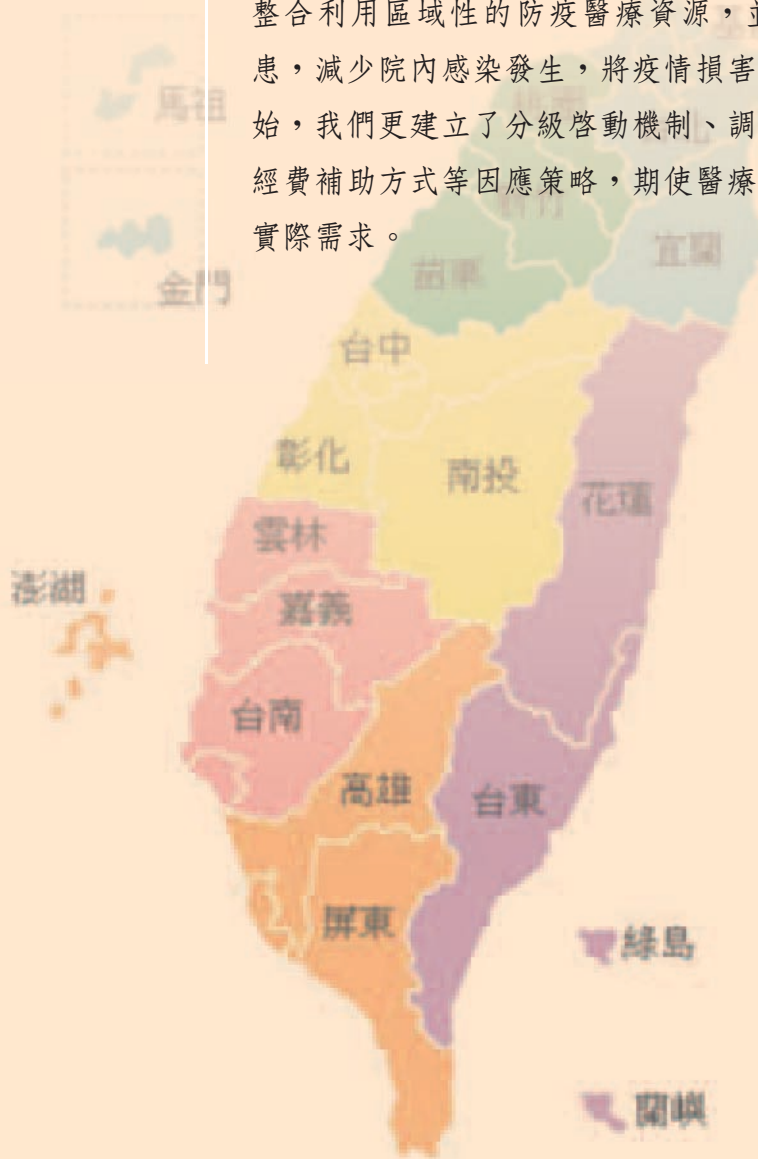 整合利用區域性的防疫醫療資源，並
患，減少院內感染發生，將疫情損害
始，我們更建立了分級啓動機制、調
經費補助方式等因應策略，期使醫療
實際需求。
馬祖
金門
新竹
苗栗
宜蘭
台中
彰化
南投
花蓮
雲林
澎湖
嘉義
台南
高雄
台東
屏東
綠島
蘭嶼